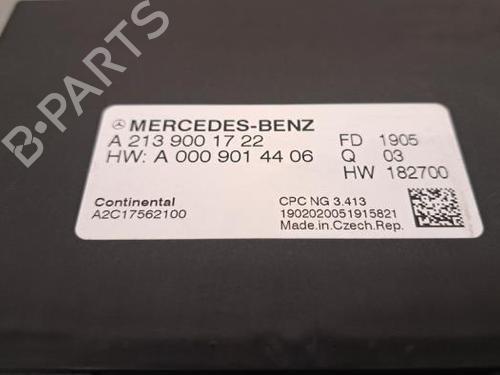 B-PARTS
MERCEDES-BENZ
A 213 900 17 22 FD 1905
HW: A 000 901 44 06 Q 03
HW 182700
Continental CPC NG 3.413
A2C17562100 1902020051915821
Made.in.Czech.Rep.